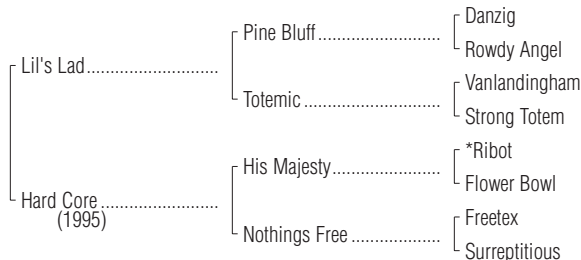 Danzig
Pine Bluff
Rowdy Angel
Lil's Lad
Vanlandingham
Totemic
Strong Totem
*Ribot
His Majesty
Flower Bowl
Hard Core
(1995)
Freetex
Nothings Free
Surreptitious